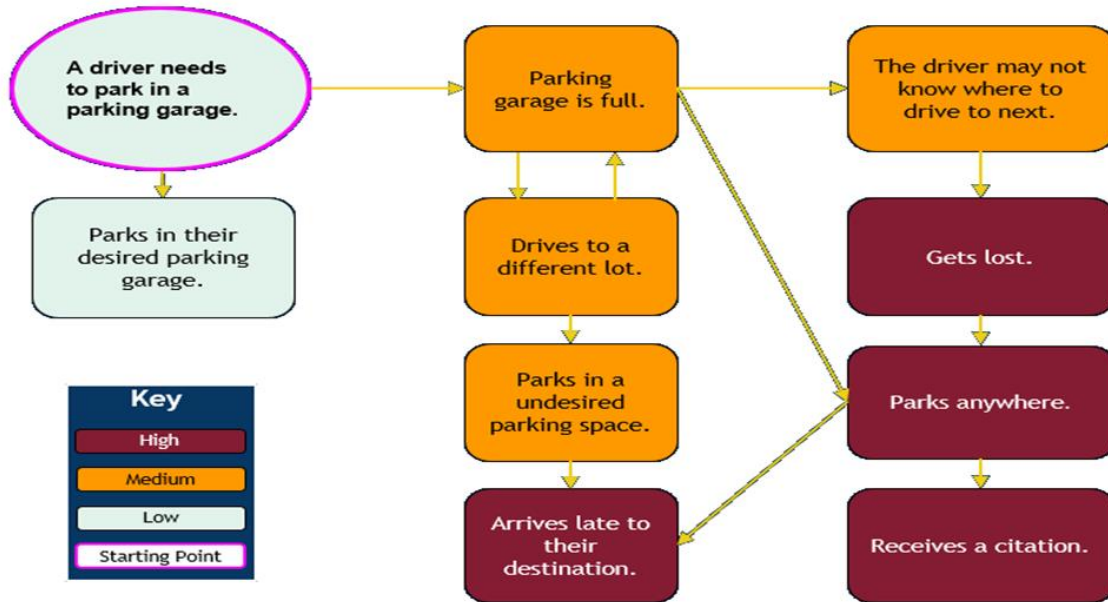 A driver needs
to park in a
parking garage.
Parking
garage is full.
The driver may not
know where to
drive to next.
Parks in their
desired parking
garage.
Drives to a
different lot.
Gets lost.
Parks in a
undesired
parking space.
Parks anywhere.
Arrives late to
their
destination.
Receives a citation.
Key
High
Medium
Low
Starting Point